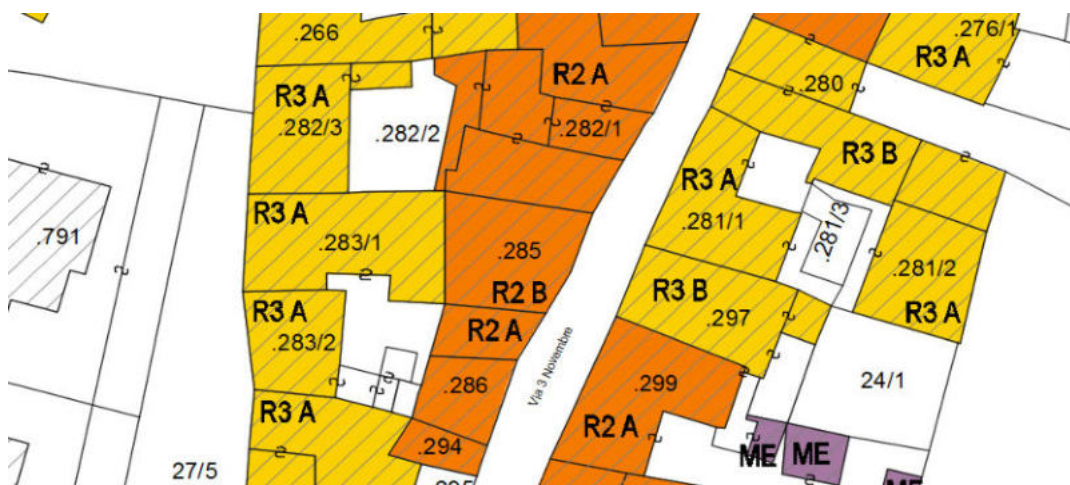 .266
.276/1
R3 A
R2 A
.280
R3 A
.282/3
.282/2
.282/1
R3 B
R3 A
R3 A
.281/1
.281/3
.791
.283/1
.285
.281/2
R2 B
R3 B
R3 A
R3 A
.297
R2 A
.283/2
Via 3 Novembre
.286
.299
24/1
R3 A
R2 A
.294
ME
ME
27/5